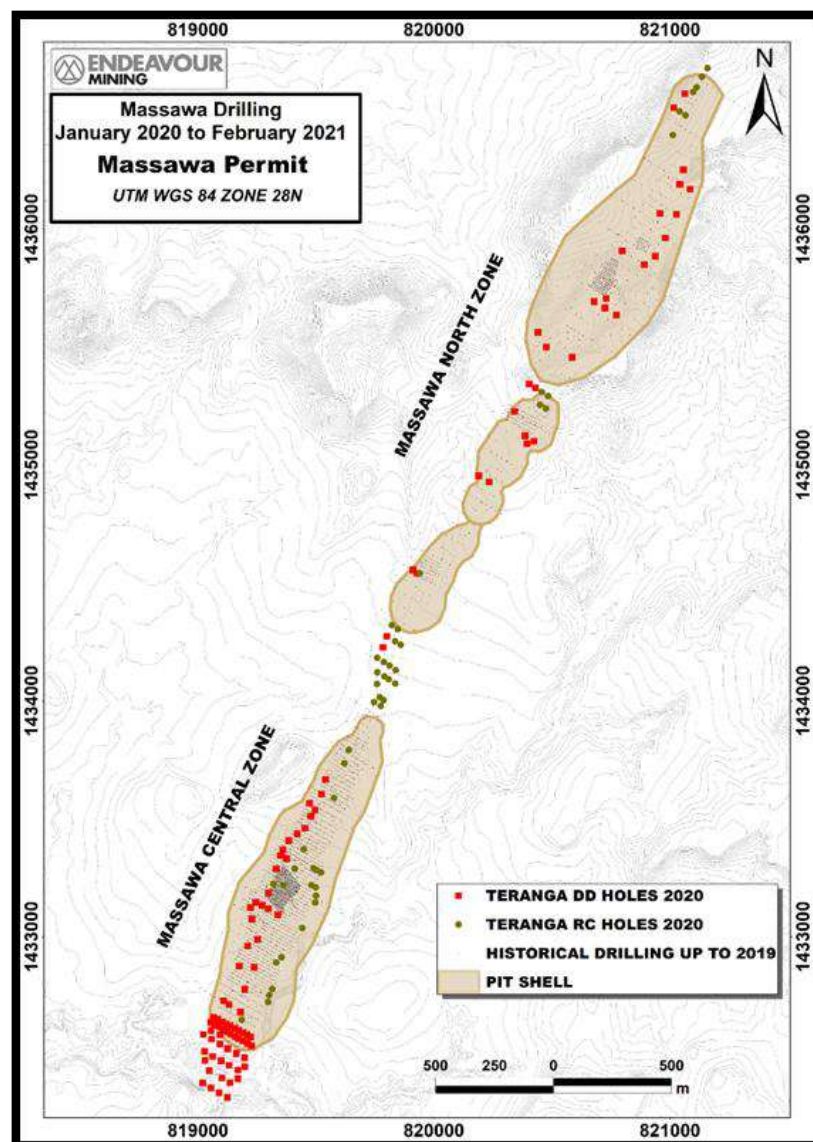 819000 820000 821000
ENDEAVOUR
MINING
Massawa Drilling
January 2020 to February 2021
Massawa Permit
UTM WGS 84 ZONE 28N
N
1436000 1436000
MASSAWA NORTH ZONE
1435000 1435000
1434000 1434000
MASSAWA CENTRAL ZONE
TERANGA DD HOLES 2020
TERANGA RC HOLES 2020
HISTORICAL DRILLING UP TO 2019
PIT SHELL
1433000 1433000
500 0 500
m
819000 820000 821000